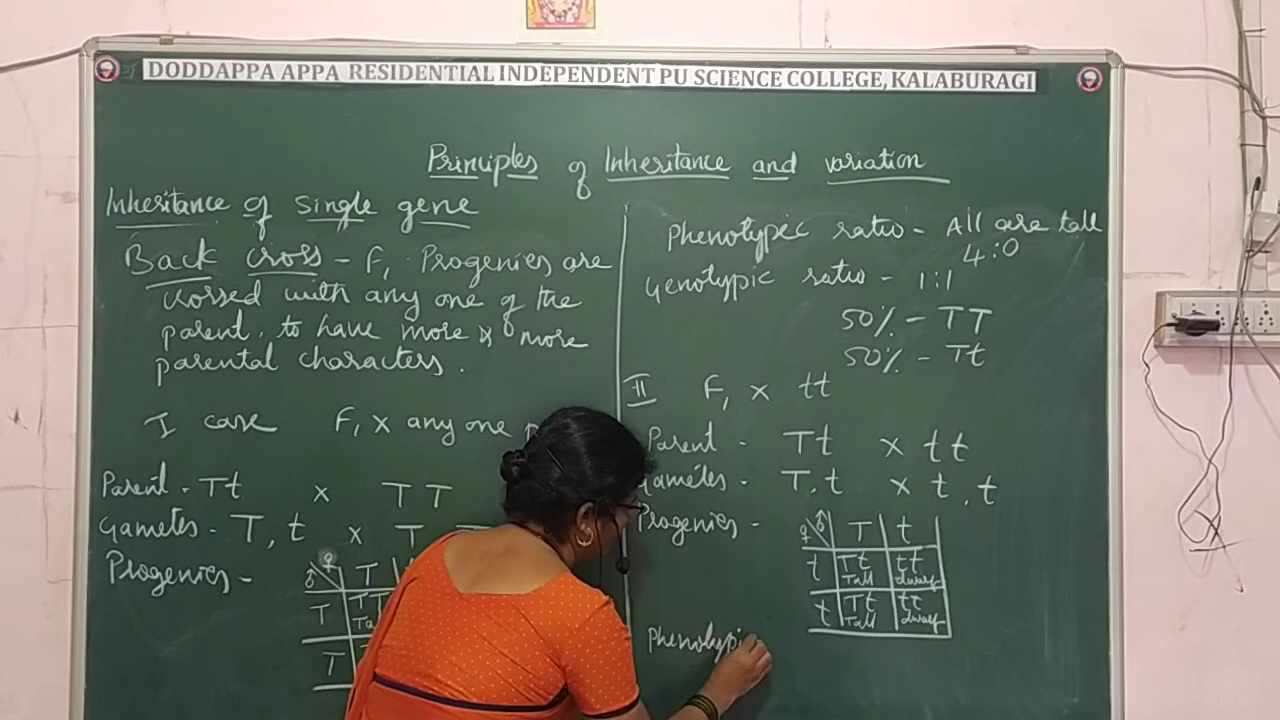 DODDAPPA APPA RESIDENTIAL INDEPENDENT PU SCIENCE COLLEGE, KALABURAGI
Principles of Inheritance and variation
Inheritance of Single gene
Back cross - F1 Progenies are
crossed with any one of the
parent, to have more & more
parental characters.
I case F1 x any one
Parent - Tt x TT
Gametes - T, t x T
Progenies -
♂ ♀ T
T TT
T
Phenotypic ratio - All are tall
4:0
Genotypic ratio - 1:1
50% - TT
50% - Tt
II F1 x tt
Parent - Tt x tt
Gametes - T, t x t, t
Progenies -
♀ ♂ T t
t Tt tt
Tall dwarf
t Tt tt
Tall dwarf
Phenotypi